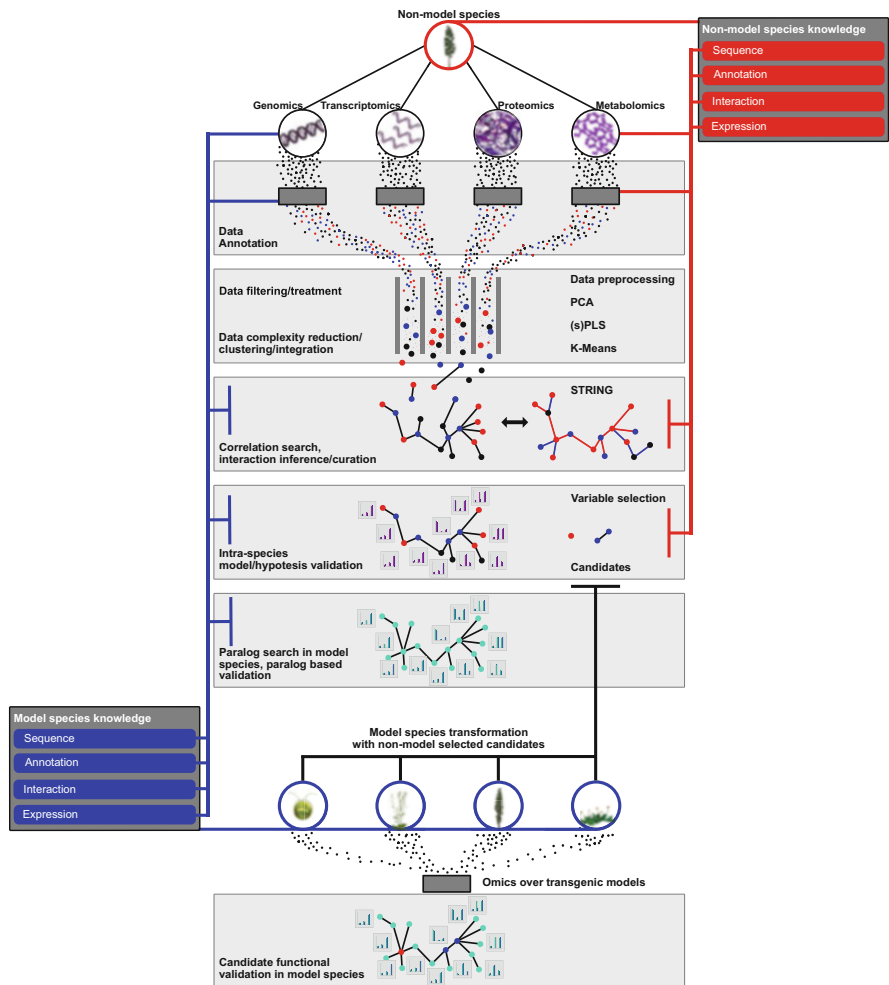 Non-model species
Non-model species knowledge
Sequence
Annotation
Interaction
Expression
Genomics
Transcriptomics
Proteomics
Metabolomics
Data
Annotation
Data filtering/treatment
Data complexity reduction/
clustering/integration
Data preprocessing
PCA
(s)PLS
K-Means
STRING
Correlation search,
interaction inference/curation
Variable selection
Intra-species
model/hypotesis validation
Candidates
Paralog search in model
species, paralog based
validation
Model species knowledge
Sequence
Annotation
Interaction
Expression
Model species transformation
with non-model selected candidates
Omics over transgenic models
Candidate functional
validation in model species